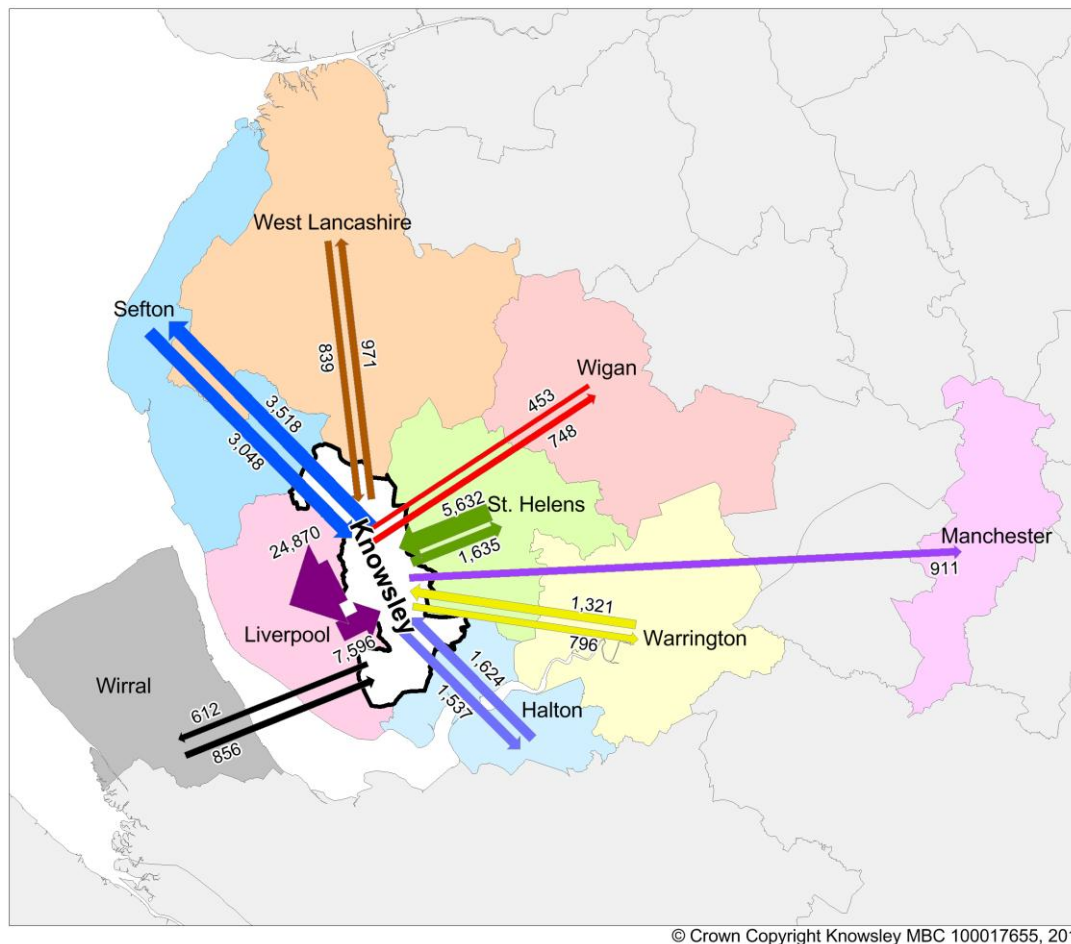 West Lancashire
Sefton
839
971
Wigan
453
748
3,518
3,048
5,632
St. Helens
1,635
24,870
Knowsley
Manchester
911
1,321
796
Warrington
Liverpool
7,596
1,624
1,537
Halton
Wirral
612
856
© Crown Copyright Knowsley MBC 100017655, 201